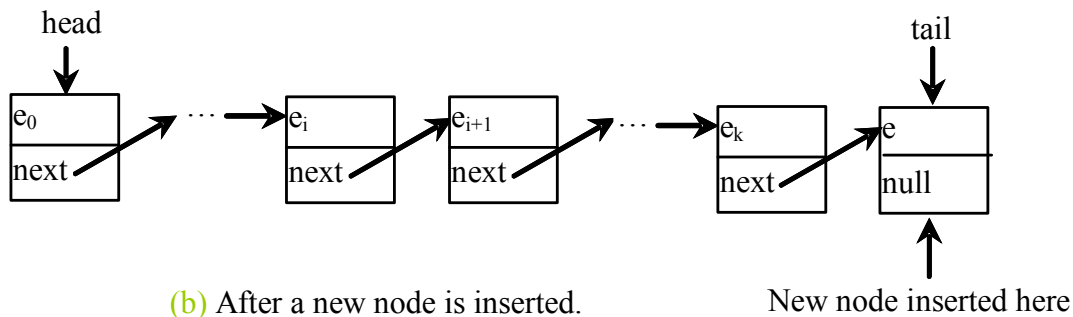 head
tail
e0
next
...
ei
next
ei+1
next
...
ek
next
e
null
(b) After a new node is inserted.
New node inserted here